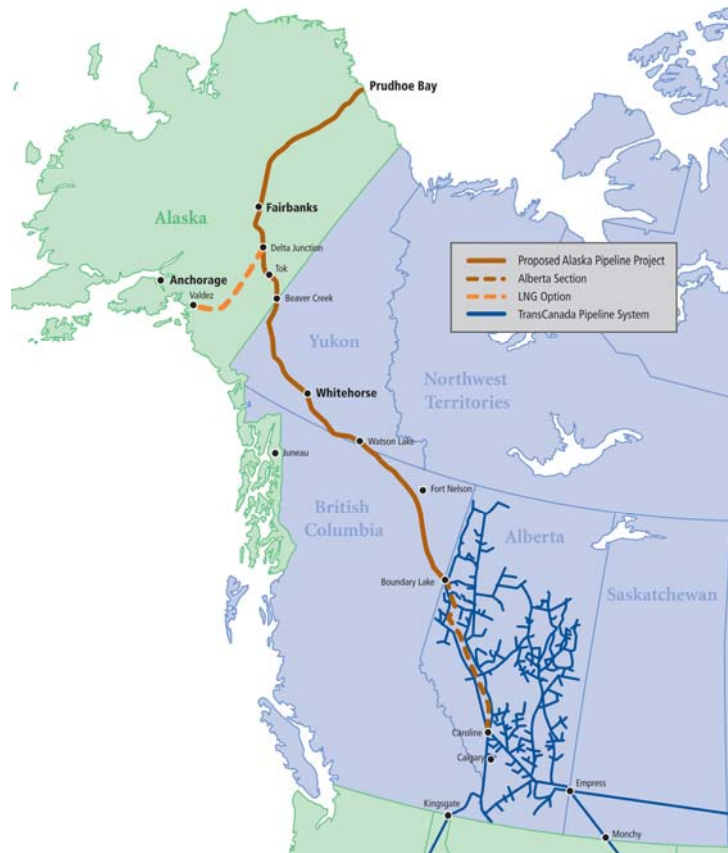 Prudhoe Bay
Alaska
Fairbanks
Delta Junction
Tok
Anchorage
Valdez
Beaver Creek
Proposed Alaska Pipeline Project
Alberta Section
LNG Option
TransCanada Pipeline System
Yukon
Northwest
Territories
Whitehorse
Watson Lake
Juneau
Fort Nelson
British
Columbia
Alberta
Boundary Lake
Saskatchewan
Caroline
Calgary
Empress
Kingsgate
Monchy